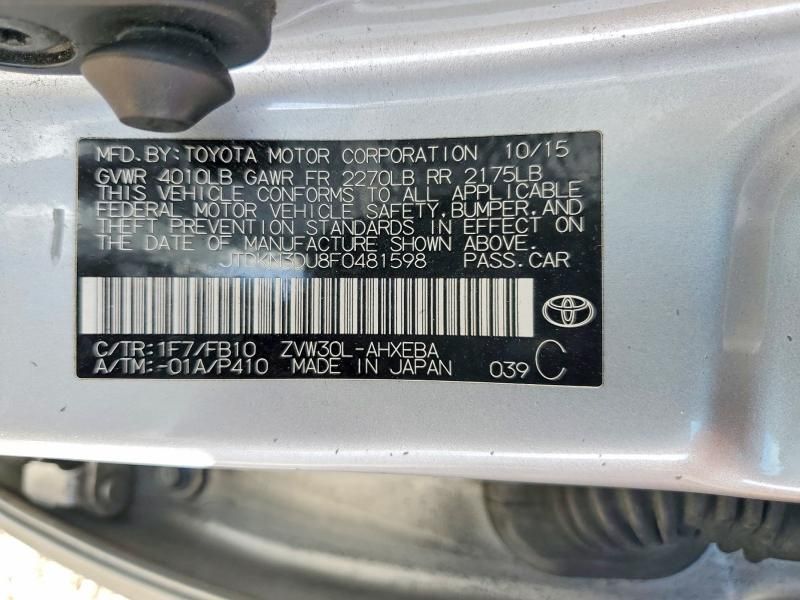 MFD.BY:TOYOTA MOTOR CORPORATION 10/15
GVWR 4010LB GAWR FR 2270LB RR 2175LB
THIS VEHICLE CONFORMS TO ALL APPLICABLE
FEDERAL MOTOR VEHICLE SAFETY,BUMPER,AND
THEFT PREVENTION STANDARDS IN EFFECT ON
THE DATE OF MANUFACTURE SHOWN ABOVE.
JTDKN3DU8F0481598 PASS.CAR
C/TR:1F7/FB10 ZVW30L-AHXEBA
A/TM:-01A/P410 MADE IN JAPAN 039 C